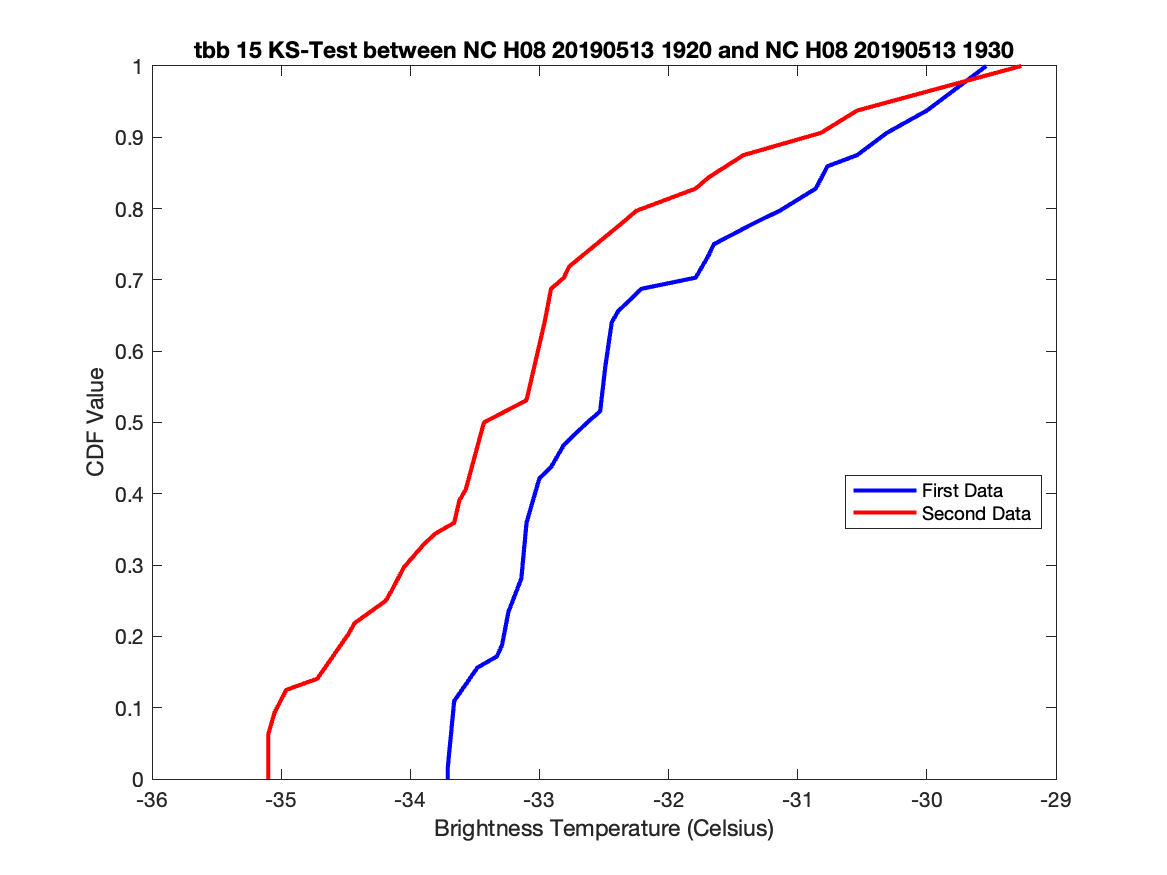 tbb 15 KS-Test between NC H08 20190513 1920 and NC H08 20190513 1930
1
0.9
0.8
0.7
0.6
0.5
0.4
0.3
0.2
0.1
0
CDF Value
First Data
Second Data
-36 -35 -34 -33 -32 -31 -30 -29
Brightness Temperature (Celsius)